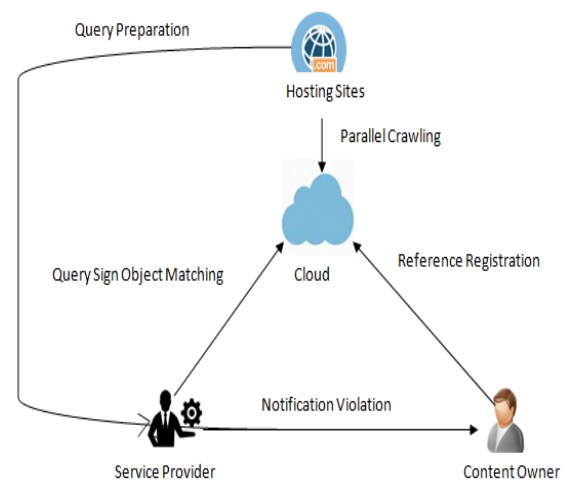 Query Preparation
.com
Hosting Sites
Parallel Crawling
Reference Registration
Query Sign Object Matching
Cloud
Notification Violation
Service Provider
Content Owner